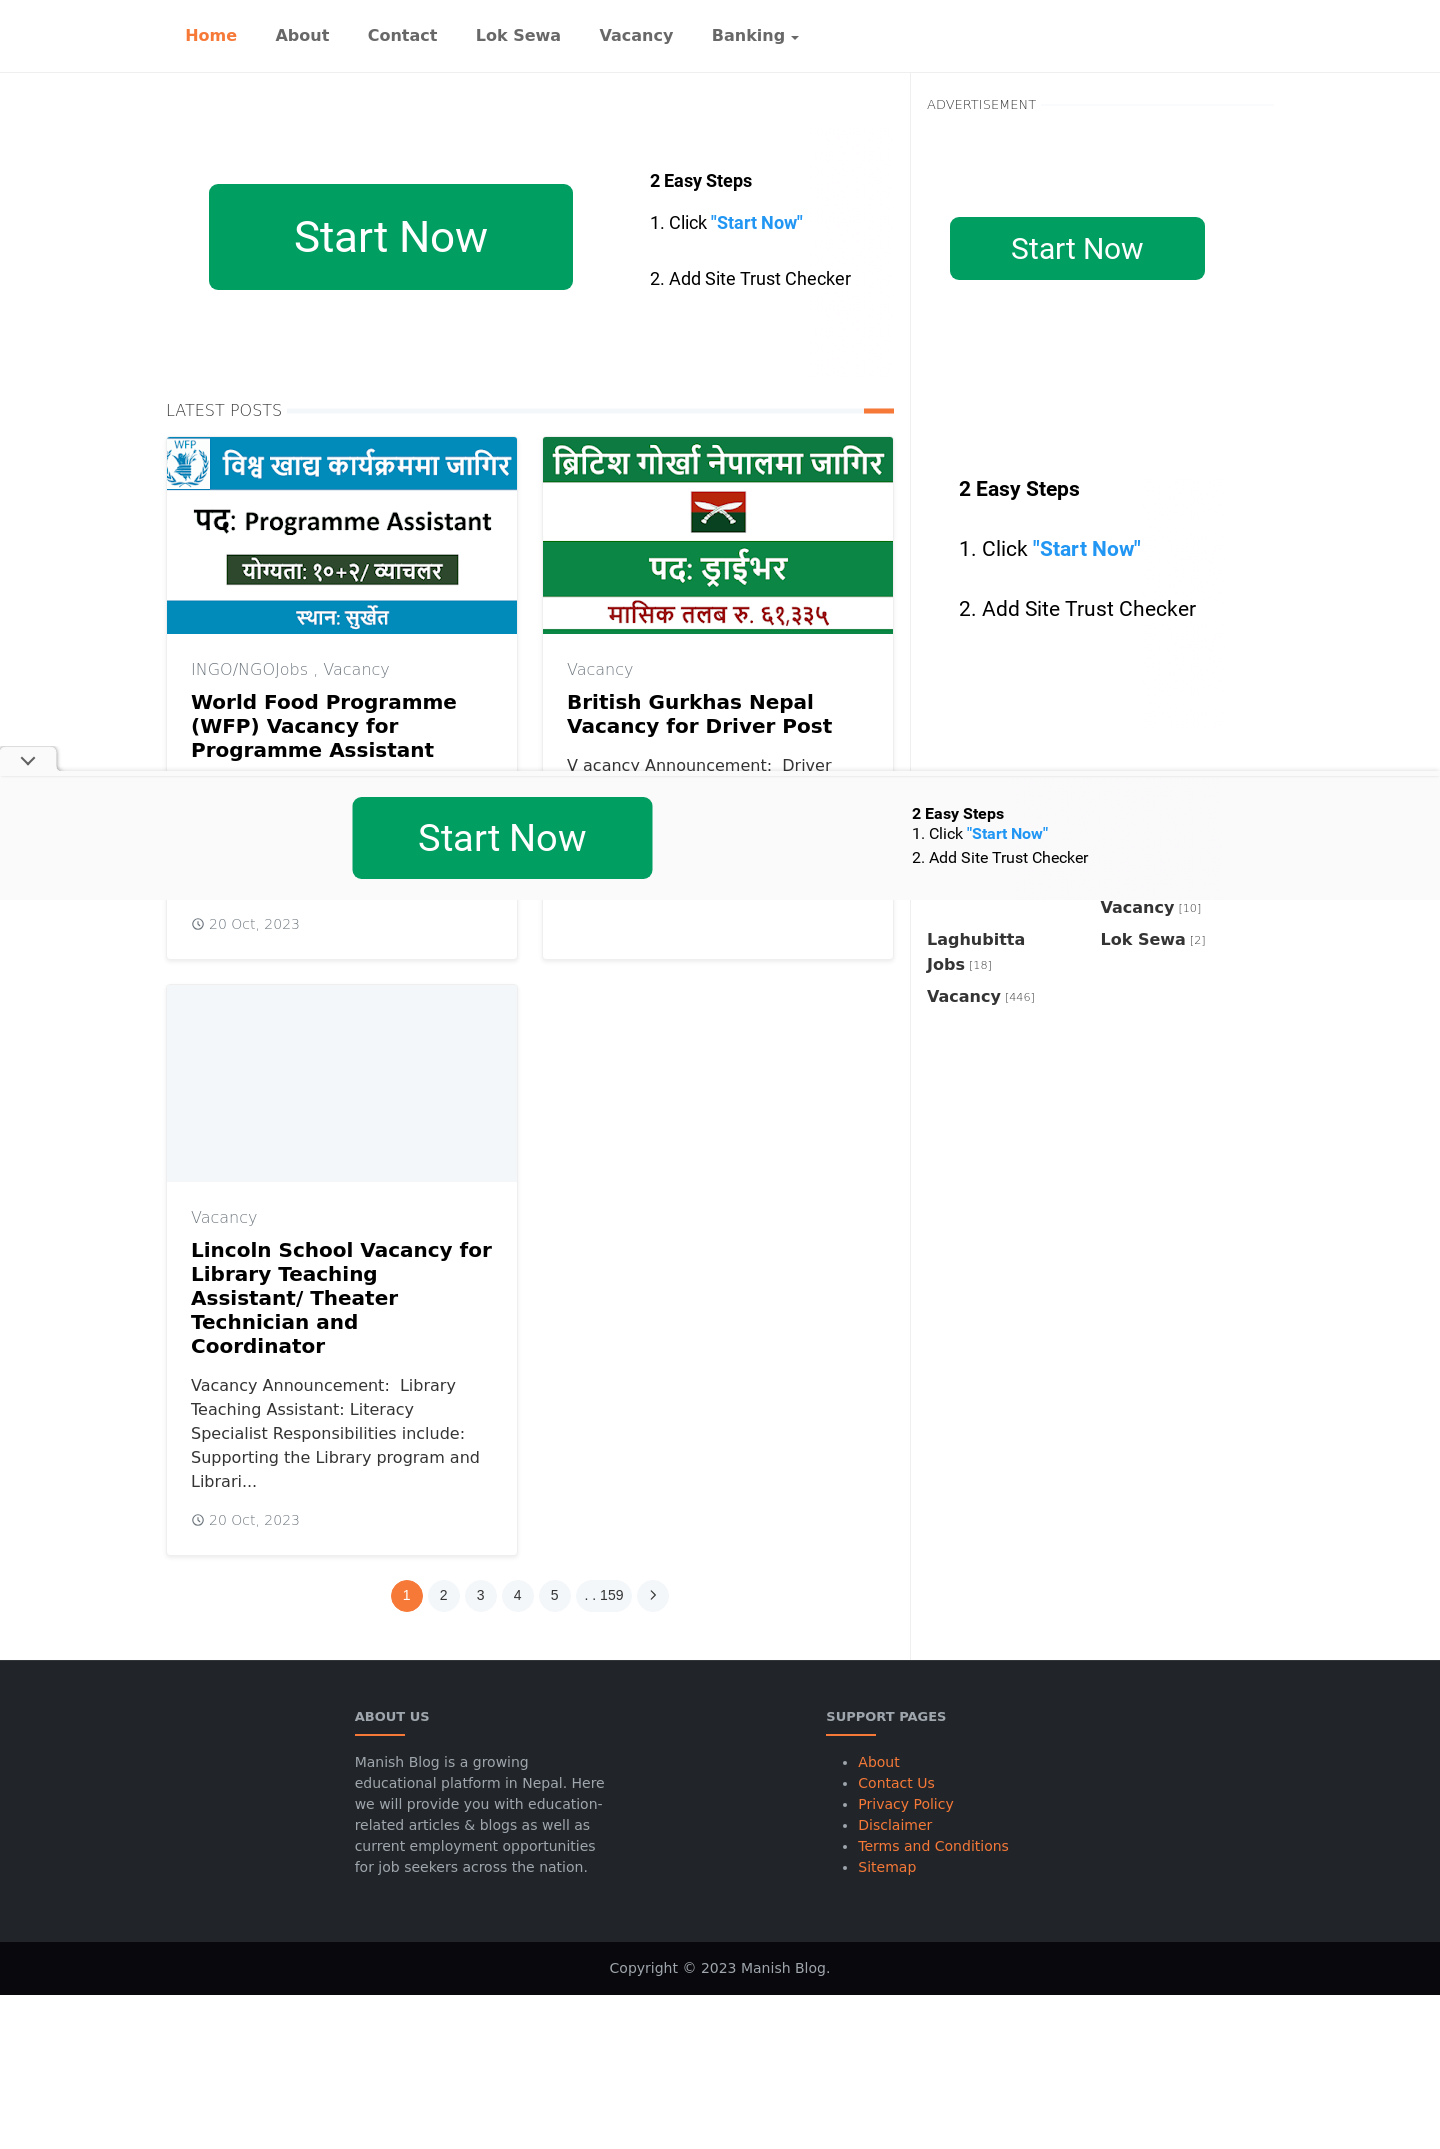 Home About Contact Lok Sewa Vacancy Banking
Start Now
2 Easy Steps
1. Click "Start Now"
2. Add Site Trust Checker
LATEST POSTS
WFP
विश्व खाद्य कार्यक्रममा जागिर
पद: Programme Assistant
योग्यता: १०+२/ व्याचलर
स्थान: सुर्खेत
INGO/NGOJobs , Vacancy
World Food Programme
(WFP) Vacancy for
Programme Assistant
20 Oct, 2023
ब्रिटिश गोर्खा नेपालमा जागिर
पद: ड्राईभर
मासिक तलब रु. ६१,३३५
Vacancy
British Gurkhas Nepal
Vacancy for Driver Post
V acancy Announcement:  Driver
Vacancy
Lincoln School Vacancy for
Library Teaching
Assistant/ Theater
Technician and
Coordinator
Vacancy Announcement:  Library
Teaching Assistant: Literacy
Specialist Responsibilities include:
Supporting the Library program and
Librari...
20 Oct, 2023
1 2 3 4 5 . . 159
ADVERTISEMENT
Start Now
2 Easy Steps
1. Click "Start Now"
2. Add Site Trust Checker
Start Now
2 Easy Steps
1. Click "Start Now"
2. Add Site Trust Checker
Vacancy [10]
Laghubitta
Jobs [18]
Lok Sewa [2]
Vacancy [446]
ABOUT US
Manish Blog is a growing
educational platform in Nepal. Here
we will provide you with education-
related articles & blogs as well as
current employment opportunities
for job seekers across the nation.
SUPPORT PAGES
About
Contact Us
Privacy Policy
Disclaimer
Terms and Conditions
Sitemap
Copyright © 2023 Manish Blog.